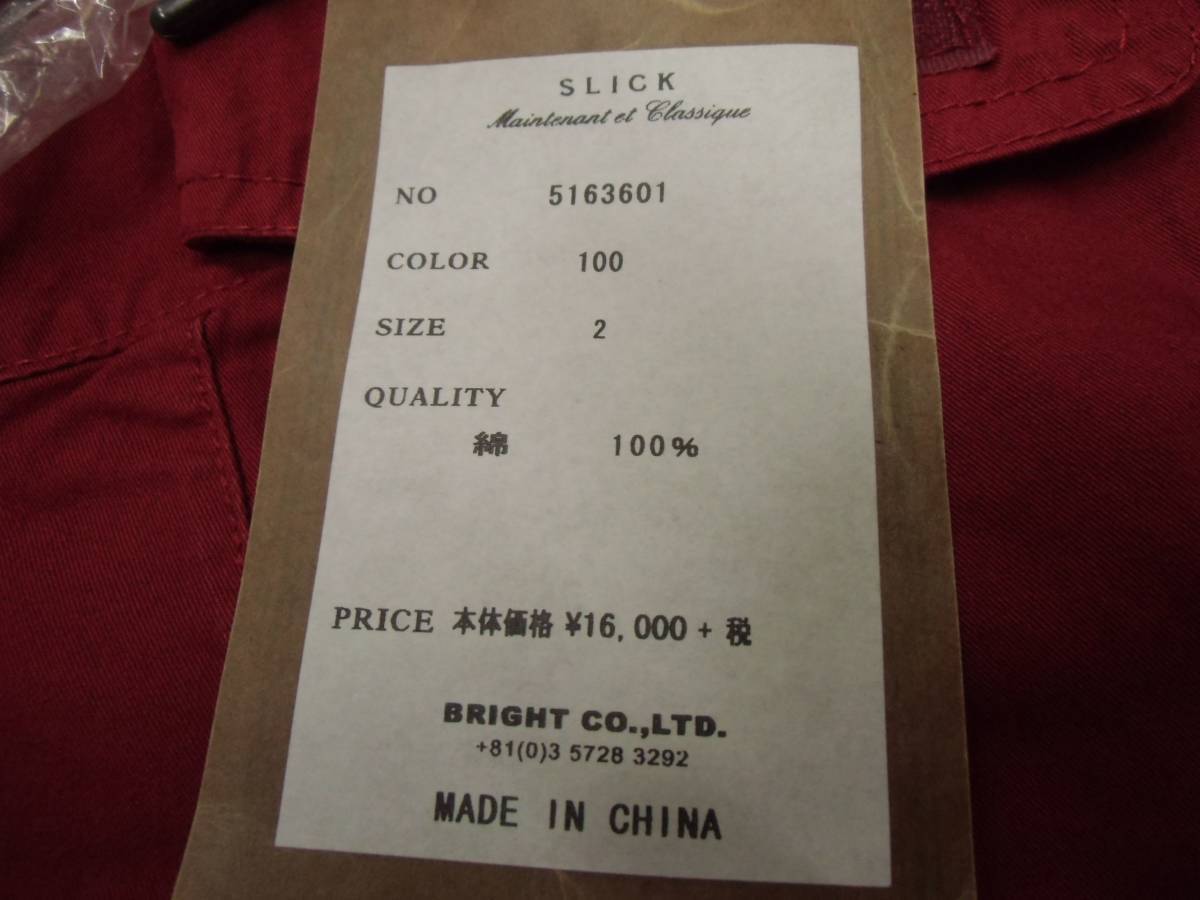 SLICK
Maintenant et Classique
NO 5163601
COLOR 100
SIZE 2
QUALITY
綿 100%
PRICE 本体価格 ¥16,000 + 税
BRIGHT CO.,LTD.
+81(0)3 5728 3292
MADE IN CHINA